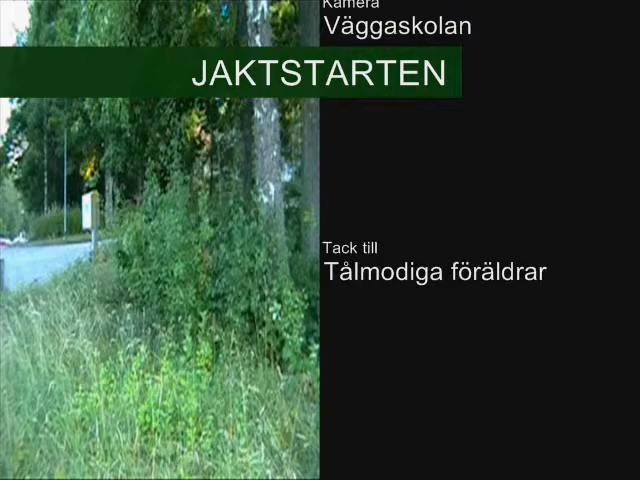 Kamera
Väggaskolan
JAKTSTARTEN
Tack till
Tålmodiga föräldrar